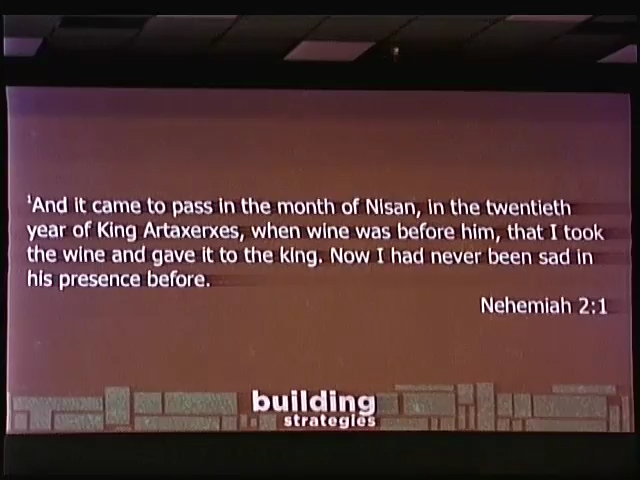 ¹And it came to pass in the month of Nisan, in the twentieth
year of King Artaxerxes, when wine was before him, that I took
the wine and gave it to the king. Now I had never been sad in
his presence before.
Nehemiah 2:1
building
strategies